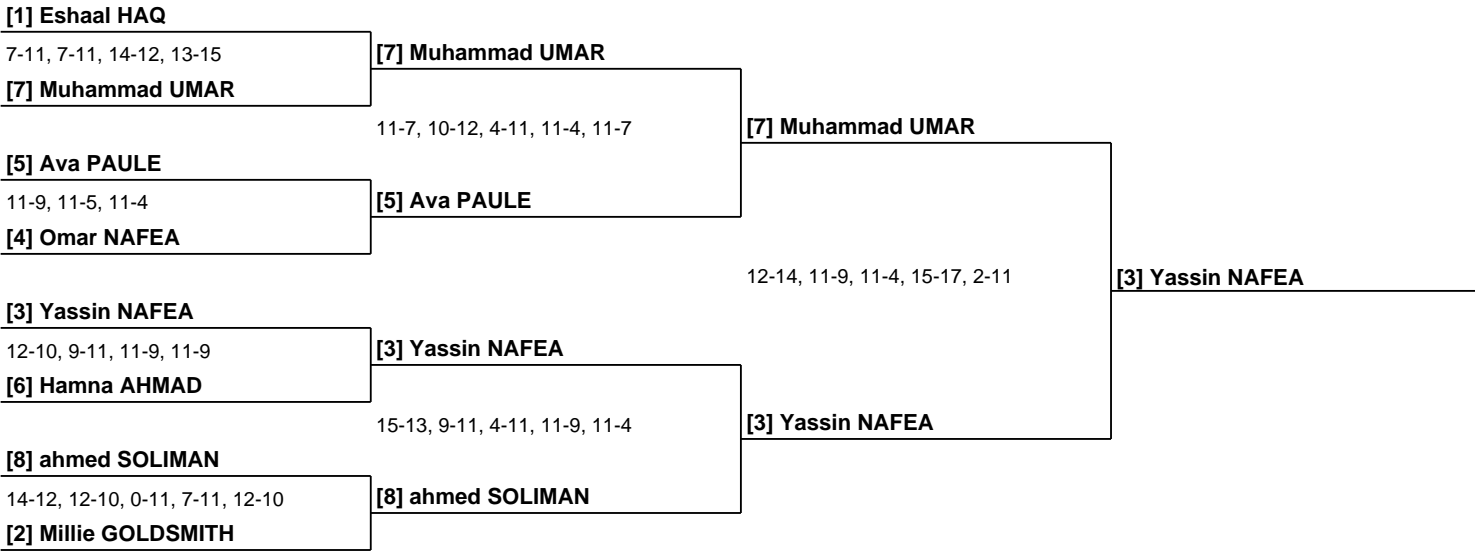 [1] Eshaal HAQ
7-11, 7-11, 14-12, 13-15
[7] Muhammad UMAR
[7] Muhammad UMAR
11-7, 10-12, 4-11, 11-4, 11-7
[7] Muhammad UMAR
[5] Ava PAULE
11-9, 11-5, 11-4
[5] Ava PAULE
[4] Omar NAFEA
12-14, 11-9, 11-4, 15-17, 2-11
[3] Yassin NAFEA
[3] Yassin NAFEA
12-10, 9-11, 11-9, 11-9
[3] Yassin NAFEA
[6] Hamna AHMAD
15-13, 9-11, 4-11, 11-9, 11-4
[3] Yassin NAFEA
[8] ahmed SOLIMAN
14-12, 12-10, 0-11, 7-11, 12-10
[8] ahmed SOLIMAN
[2] Millie GOLDSMITH